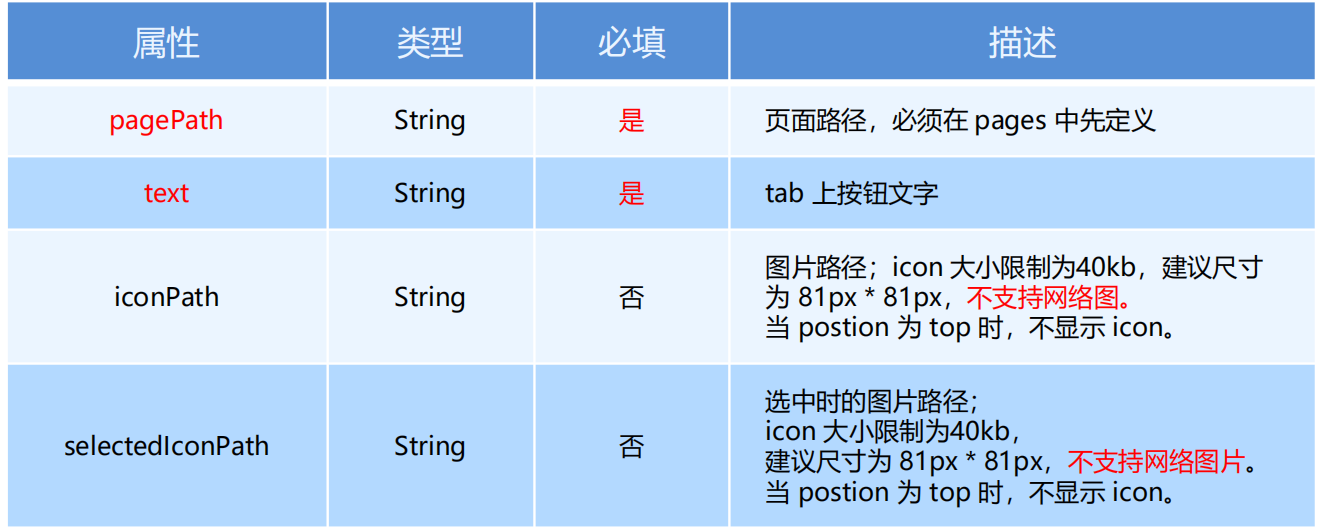 属性 类型 必填 描述
pagePath String 是 页面路径，必须在 pages 中先定义
text String 是 tab 上按钮文字
iconPath String 否 图片路径；icon 大小限制为40kb，建议尺寸
为 81px * 81px，不支持网络图。
当 postion 为 top 时，不显示 icon。
selectedIconPath String 否 选中时的图片路径；
icon 大小限制为40kb，
建议尺寸为 81px * 81px，不支持网络图片。
当 postion 为 top 时，不显示 icon。